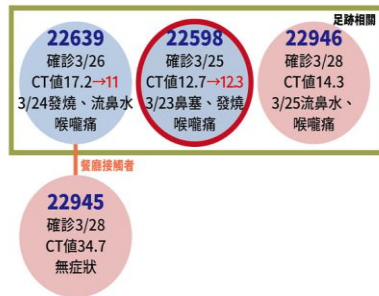 足跡相關
22639
確診3/26
CT值17.2→11
3/24發燒、流鼻水
喉嚨痛
22598
確診3/25
CT值12.7→12.3
3/23鼻塞、發燒
喉嚨痛
22946
確診3/28
CT值14.3
3/25流鼻水、
喉嚨痛
餐廳接觸者
22945
確診3/28
CT值34.7
無症狀